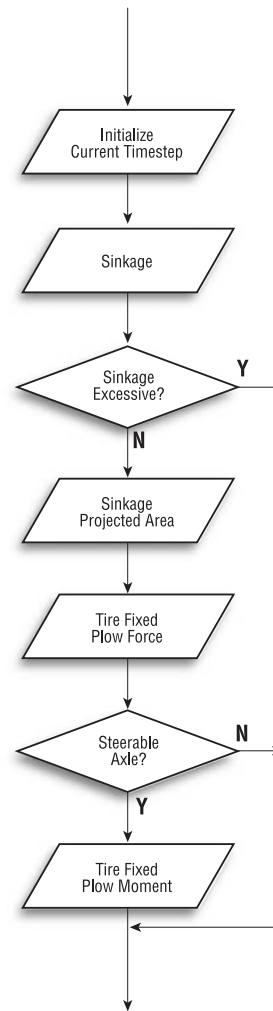 Initialize
Current Timestep
Sinkage
Sinkage
Excessive?
Y
N
Sinkage
Projected Area
Tire Fixed
Plow Force
Steerable
Axle?
N
Y
Tire Fixed
Plow Moment